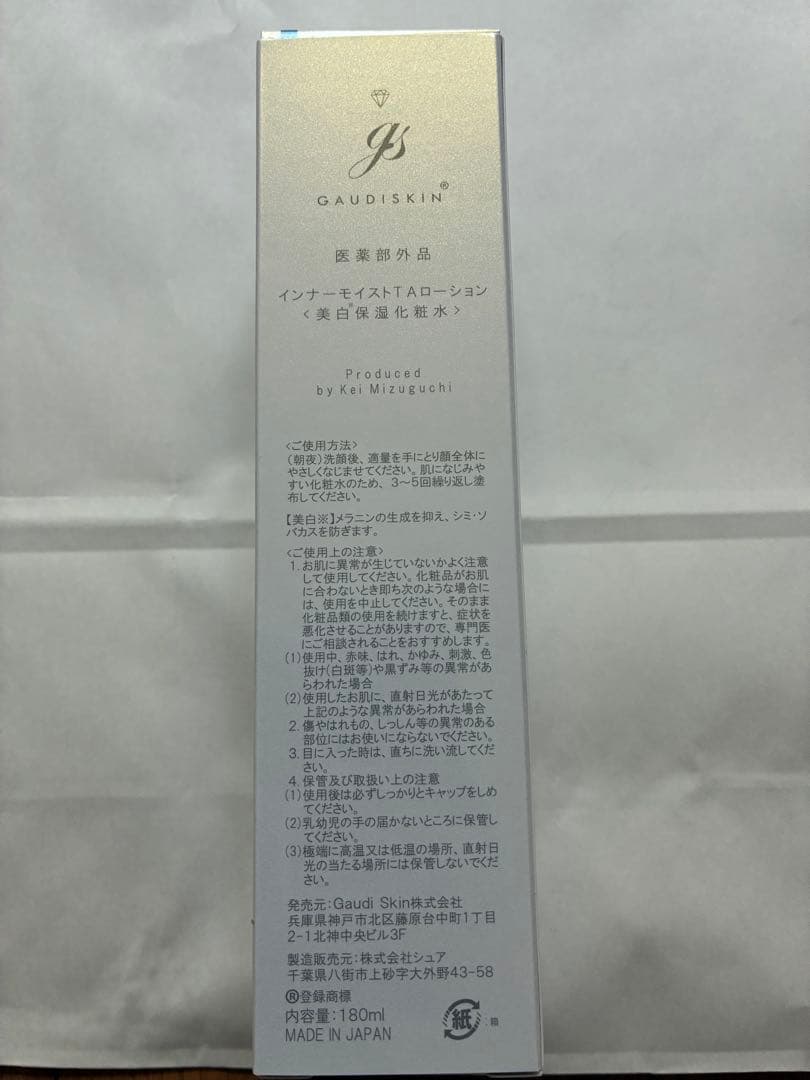 gs
GAUDISKIN®
医薬部外品
インナーモイストTAローション
<美白※保湿化粧水>
Produced
by Kei Mizuguchi
<ご使用方法>
(朝夜)洗顔後、適量を手にとり顔全体に
やさしくなじませてください。肌になじみや
すい化粧水のため、3〜5回繰り返し塗
布してください。
【美白※】メラニンの生成を抑え、シミ・ソ
バカスを防ぎます。
<ご使用上の注意>
1.お肌に異常が生じていないかよく注意
して使用してください。化粧品がお肌
に合わないとき即ち次のような場合に
は、使用を中止してください。そのまま
化粧品類の使用を続けますと、症状を
悪化させることがありますので、専門医
にご相談されることをおすすめします。
(1)使用中、赤味、はれ、かゆみ、刺激、色
抜け(白斑等)や黒ずみ等の異常があ
らわれた場合
(2)使用したお肌に、直射日光があたって
上記のような異常があらわれた場合
2.傷やはれもの、しっしん等の異常のある
部位にはお使いにならないでください。
3.目に入った時は、直ちに洗い流してくだ
さい。
4.保管及び取扱い上の注意
(1)使用後は必ずしっかりとキャップをしめ
てください。
(2)乳幼児の手の届かないところに保管し
てください。
(3)極端に高温又は低温の場所、直射日
光の当たる場所には保管しないでくだ
さい。
発売元:Gaudi Skin株式会社
兵庫県神戸市北区藤原台中町1丁目
2-1北神中央ビル3F
製造販売元:株式会社シュア
千葉県八街市上砂字大外野43-58
®登録商標
内容量:180ml
MADE IN JAPAN
紙:箱